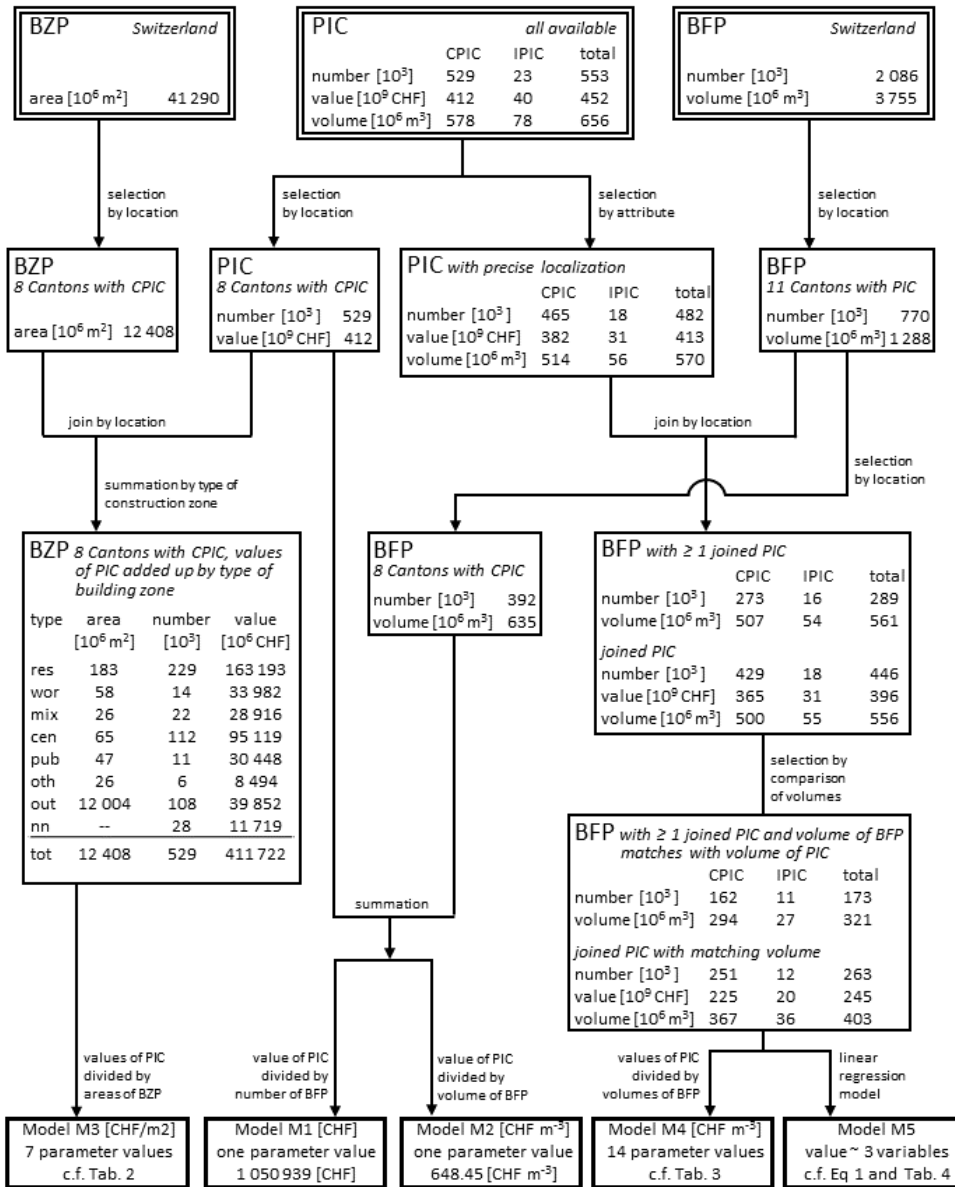 BZP Switzerland
area [10⁶ m²] 41 290
PIC all available
CPIC IPIC total
number [10³] 529 23 553
value [10⁹ CHF] 412 40 452
volume [10⁶ m³] 578 78 656
BFP Switzerland
number [10³] 2 086
volume [10⁶ m³] 3 755
selection
by location
selection
by location
selection
by attribute
selection
by location
BZP
8 Cantons with CPIC
area [10⁶ m²] 12 408
PIC
8 Cantons with CPIC
number [10³] 529
value [10⁹ CHF] 412
PIC with precise localization
CPIC IPIC total
number [10³] 465 18 482
value [10⁹ CHF] 382 31 413
volume [10⁶ m³] 514 56 570
BFP
11 Cantons with PIC
number [10³] 770
volume [10⁶ m³] 1 288
join by location
join by location
summation by type of
construction zone
selection
by location
BZP 8 Cantons with CPIC, values
of PIC added up by type of
building zone
type area number value
[10⁶ m²] [10³] [10⁶ CHF]
res 183 229 163 193
wor 58 14 33 982
mix 26 22 28 916
cen 65 112 95 119
pub 47 11 30 448
oth 26 6 8 494
out 12 004 108 39 852
nn -- 28 11 719
tot 12 408 529 411 722
BFP
8 Cantons with CPIC
number [10³] 392
volume [10⁶ m³] 635
BFP with ≥ 1 joined PIC
CPIC IPIC total
number [10³] 273 16 289
volume [10⁶ m³] 507 54 561
joined PIC
number [10³] 429 18 446
value [10⁹ CHF] 365 31 396
volume [10⁶ m³] 500 55 556
selection by
comparison
of volumes
BFP with ≥ 1 joined PIC and volume of BFP
matches with volume of PIC
CPIC IPIC total
number [10³] 162 11 173
volume [10⁶ m³] 294 27 321
joined PIC with matching volume
number [10³] 251 12 263
value [10⁹ CHF] 225 20 245
volume [10⁶ m³] 367 36 403
summation
values of PIC
divided by
areas of BZP
value of PIC
divided by
number of BFP
value of PIC
divided by
volume of BFP
values of PIC
divided by
volumes of BFP
linear
regression
model
Model M3 [CHF/m2]
7 parameter values
c.f. Tab. 2
Model M1 [CHF]
one parameter value
1 050 939 [CHF]
Model M2 [CHF m⁻³]
one parameter value
648.45 [CHF m⁻³]
Model M4 [CHF m⁻³]
14 parameter values
c.f. Tab. 3
Model M5
value ~ 3 variables
c.f. Eq 1 and Tab. 4